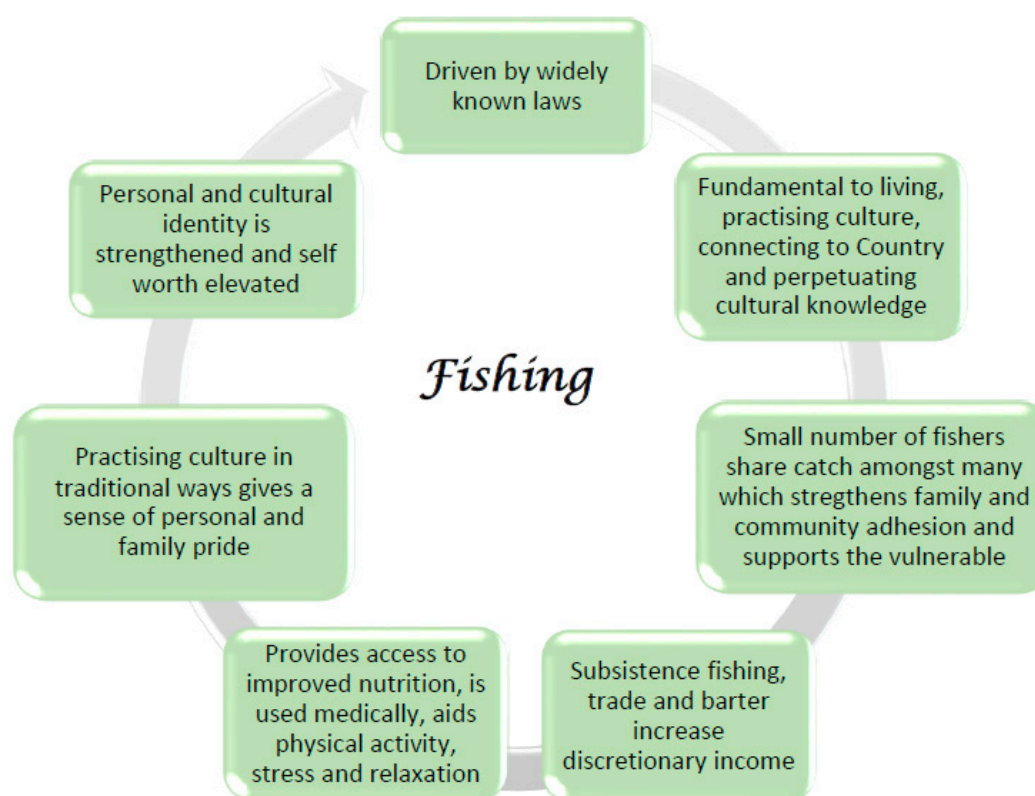 Driven by widely
known laws
Fundamental to living,
practising culture,
connecting to Country
and perpetuating
cultural knowledge
Small number of fishers
share catch amongst many
which stregthens family and
community adhesion and
supports the vulnerable
Subsistence fishing,
trade and barter
increase
discretionary income
Provides access to
improved nutrition, is
used medically, aids
physical activity,
stress and relaxation
Practising culture in
traditional ways gives a
sense of personal and
family pride
Personal and cultural
identity is
strengthened and self
worth elevated
Fishing